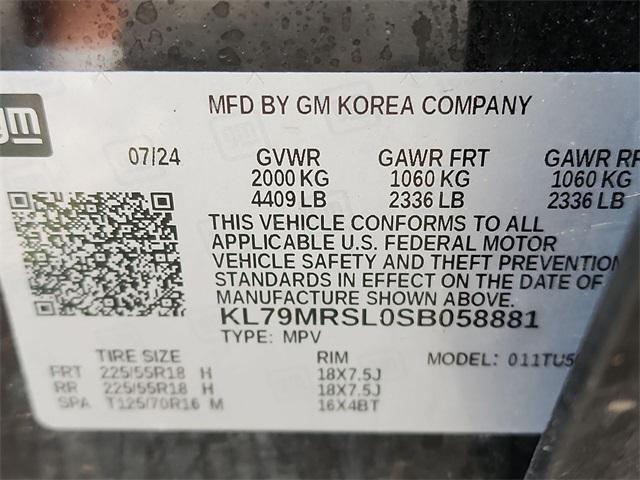 gm
MFD BY GM KOREA COMPANY
07/24 GVWR GAWR FRT GAWR RR
2000 KG 1060 KG 1060 KG
4409 LB 2336 LB 2336 LB
THIS VEHICLE CONFORMS TO ALL
APPLICABLE U.S. FEDERAL MOTOR
VEHICLE SAFETY AND THEFT PREVENTION
STANDARDS IN EFFECT ON THE DATE OF
MANUFACTURE SHOWN ABOVE.
KL79MRSL0SB058881
TYPE: MPV
TIRE SIZE RIM MODEL: 011TU5
FRT 225/55R18 H 18X7.5J
RR 225/55R18 H 18X7.5J
SPA T125/70R16 M 16X4BT